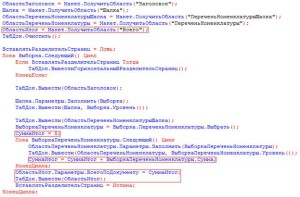 ОбластьЗаголовок = Макет.ПолучитьОбласть("Заголовок");
Шапка = Макет.ПолучитьОбласть("Шапка");
ОбластьПереченьНоменклатурыШапка = Макет.ПолучитьОбласть("ПереченьНоменклатурыШапка");
ОбластьПереченьНоменклатуры = Макет.ПолучитьОбласть("ПереченьНоменклатуры");
ОбластьИтог = Макет.ПолучитьОбласть("Всего");
ТабДок.Очистить();
ВставлятьРазделительСтраниц = Ложь;
Пока Выборка.Следующий() Цикл
Если ВставлятьРазделительСтраниц Тогда
ТабДок.ВывестиГоризонтальныйРазделительСтраниц();
КонецЕсли;
ТабДок.Вывести(ОбластьЗаголовок);
Шапка.Параметры.Заполнить(Выборка);
ТабДок.Вывести(Шапка, Выборка.Уровень());
ТабДок.Вывести(ОбластьПереченьНоменклатурыШапка);
ВыборкаПереченьНоменклатуры = Выборка.ПереченьНоменклатуры.Выбрать();
СуммаИтог = 0;
Пока ВыборкаПереченьНоменклатуры.Следующий() Цикл
ОбластьПереченьНоменклатуры.Параметры.Заполнить(ВыборкаПереченьНоменклатуры);
ТабДок.Вывести(ОбластьПереченьНоменклатуры, ВыборкаПереченьНоменклатуры.Уровень());
СуммаИтог = СуммаИтог + ВыборкаПереченьНоменклатуры.Сумма;
КонецЦикла;
ОбластьИтог.Параметры.ВсегоПоДокументу = СуммаИтог;
ТабДок.Вывести(ОбластьИтог);
ВставлятьРазделительСтраниц = Истина;
КонецЦикла;